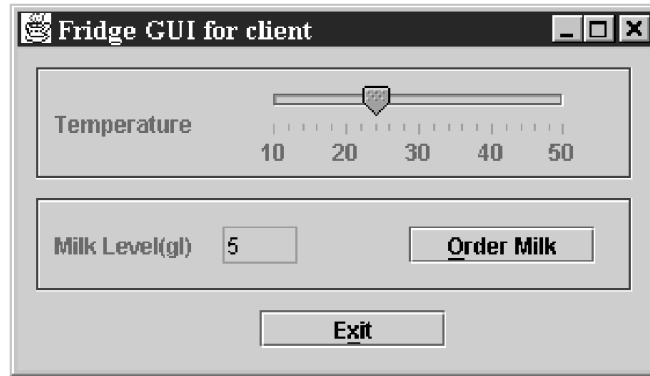 Fridge GUI for client
Temperature
10 20 30 40 50
Milk Level(gl) 5 Order Milk
Exit